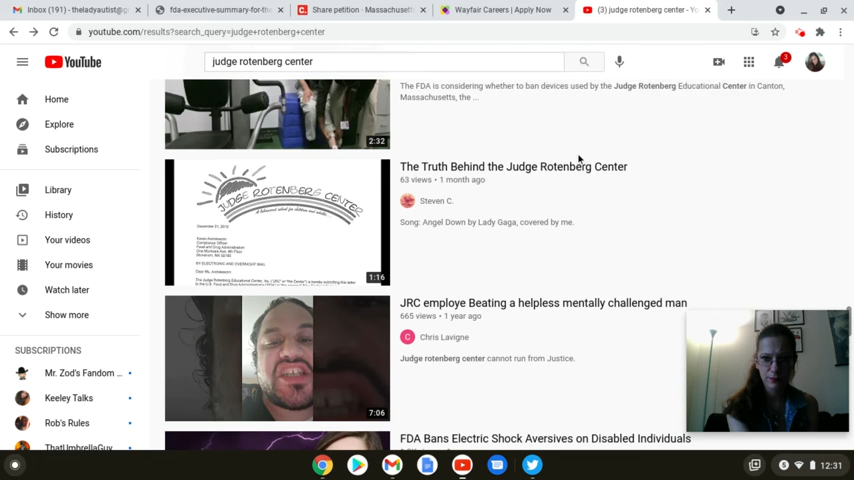 Inbox (191) - theladyautist@g
fda-executive-summary-for-the
Share petition · Massachusett
Wayfair Careers | Apply Now
(3) judge rotenberg center - Yo
youtube.com/results?search_query=judge+rotenberg+center
YouTube
judge rotenberg center
3
Home
Explore
Subscriptions
Library
History
Your videos
Your movies
Watch later
Show more
SUBSCRIPTIONS
Mr. Zod's Fandom ...
Keeley Talks
Rob's Rules
ThatUmbrellaGuy
2:32
The FDA is considering whether to ban devices used by the Judge Rotenberg Educational Center in Canton,
Massachusetts, the ...
JUDGE ROTENBERG CENTER
1:16
The Truth Behind the Judge Rotenberg Center
63 views • 1 month ago
Steven C.
Song: Angel Down by Lady Gaga, covered by me.
7:06
JRC employe Beating a helpless mentally challenged man
665 views • 1 year ago
C
Chris Lavigne
Judge rotenberg center cannot run from Justice.
FDA Bans Electric Shock Aversives on Disabled Individuals
12:31